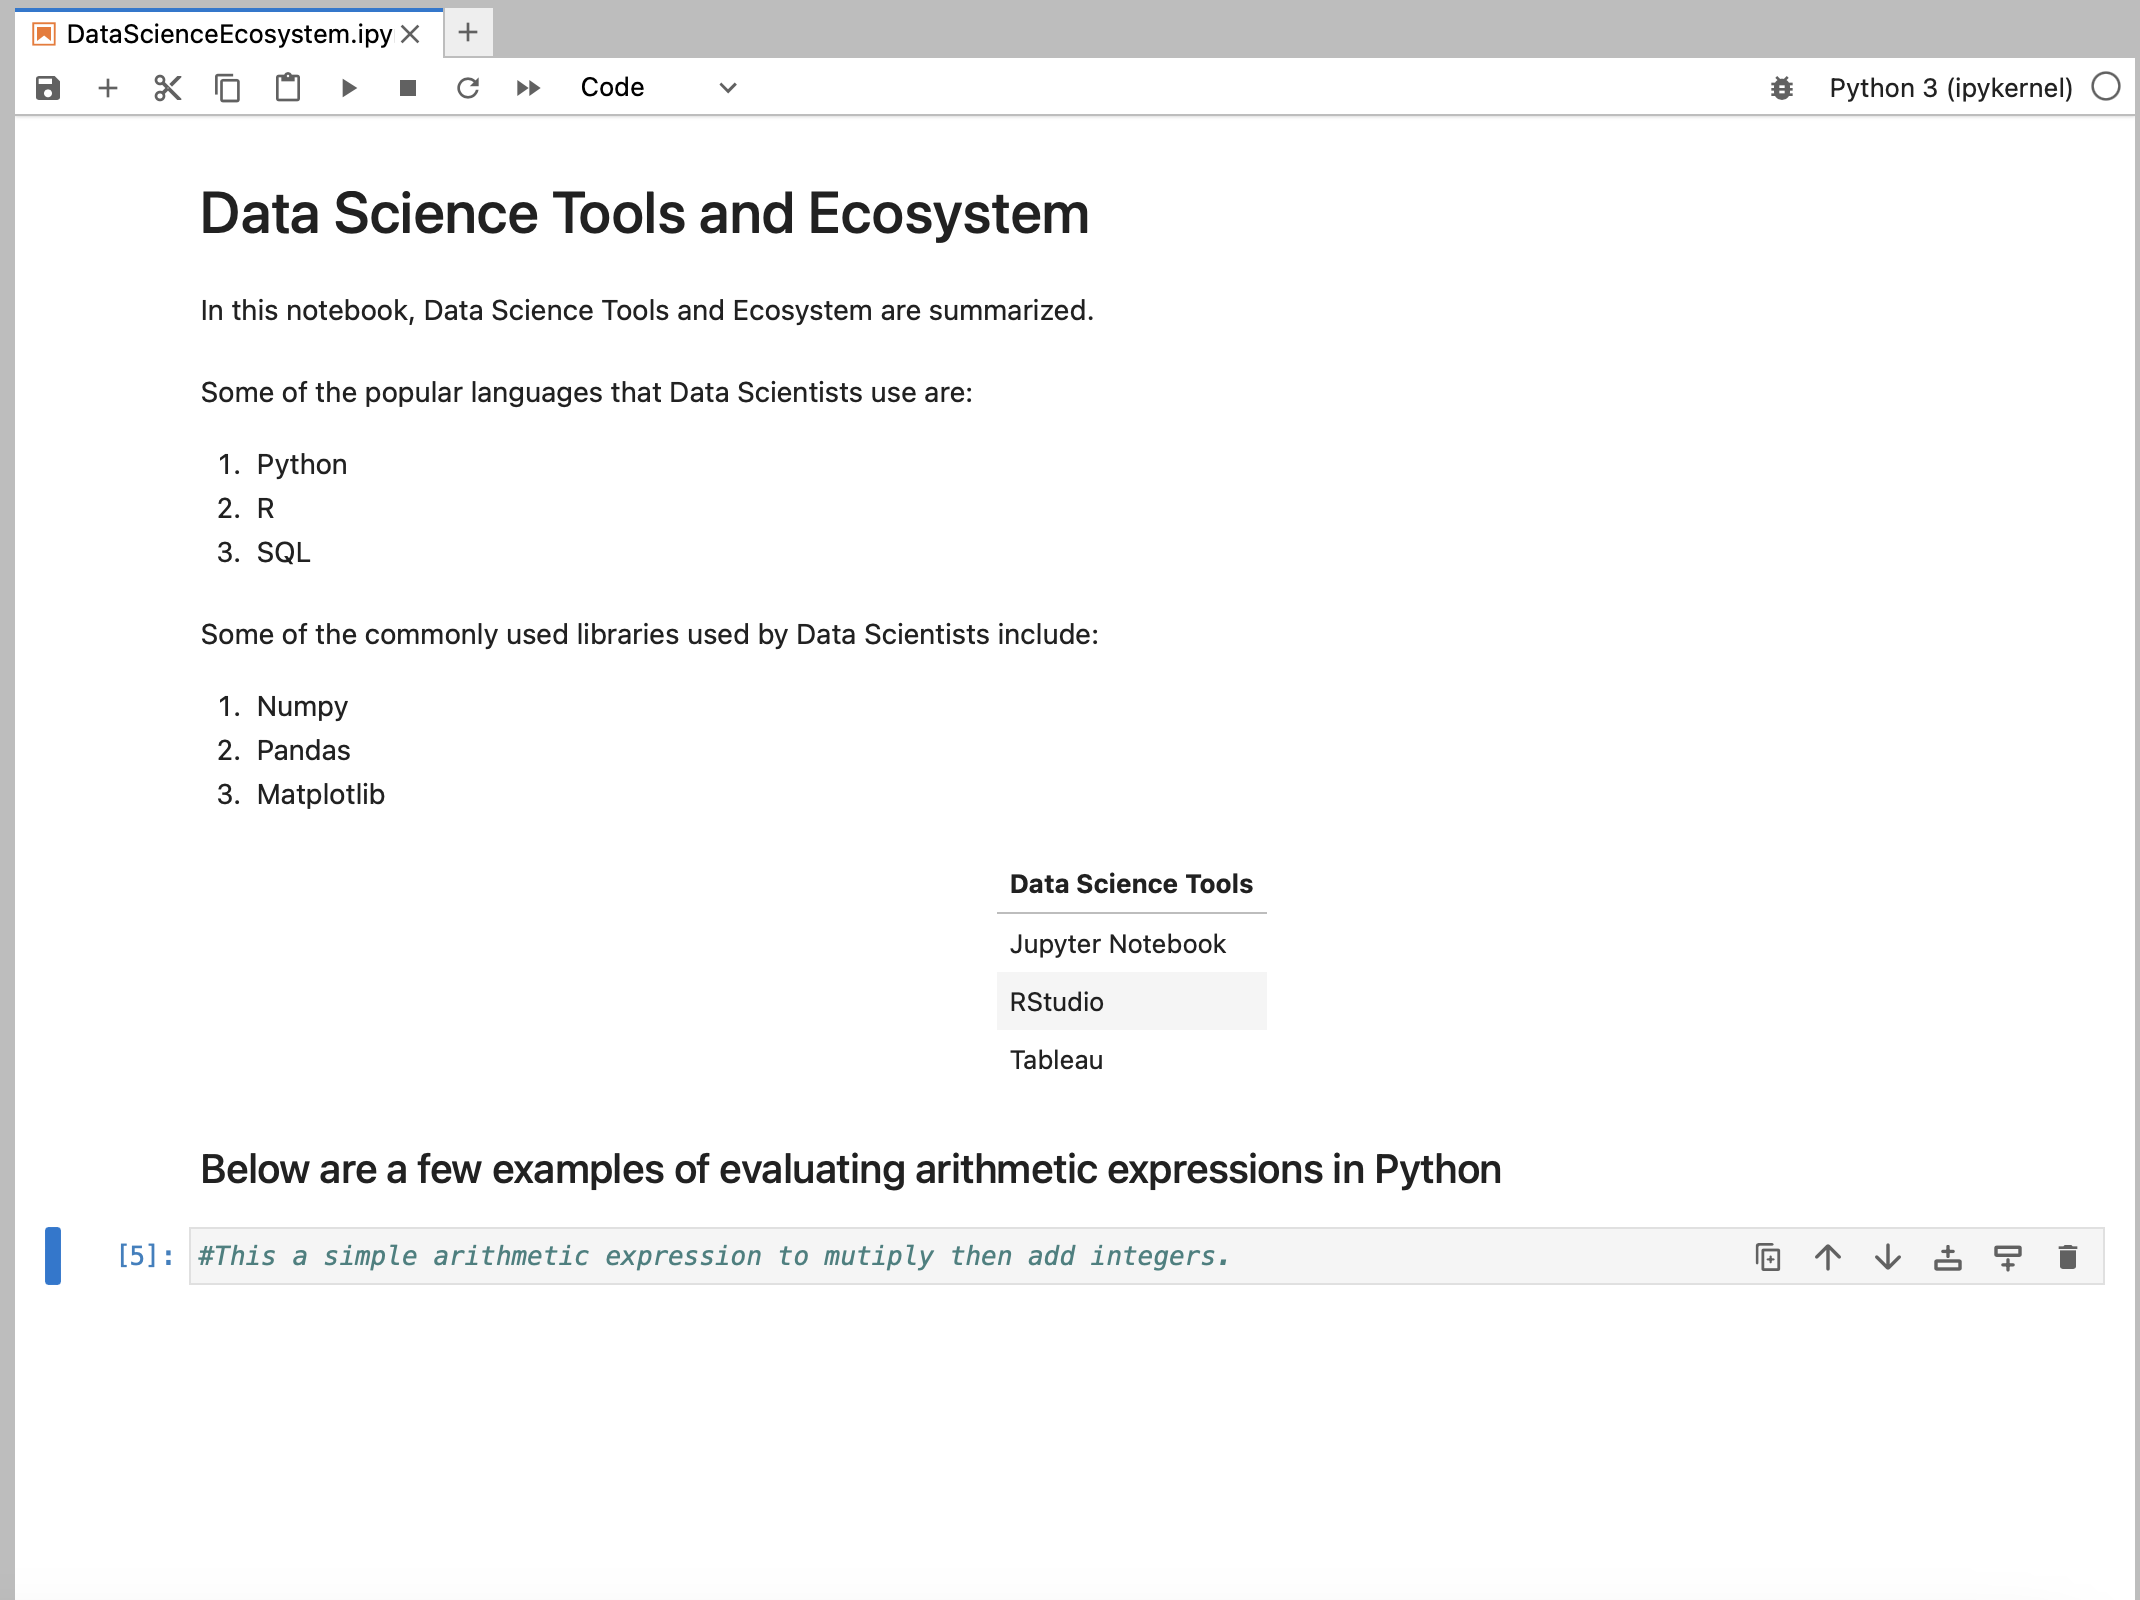 DataScienceEcosystem.ipy
Code
Python 3 (ipykernel)
Data Science Tools and Ecosystem
In this notebook, Data Science Tools and Ecosystem are summarized.
Some of the popular languages that Data Scientists use are:
1. Python
2. R
3. SQL
Some of the commonly used libraries used by Data Scientists include:
1. Numpy
2. Pandas
3. Matplotlib
Data Science Tools
Jupyter Notebook
RStudio
Tableau
Below are a few examples of evaluating arithmetic expressions in Python
[5]: #This a simple arithmetic expression to mutiply then add integers.